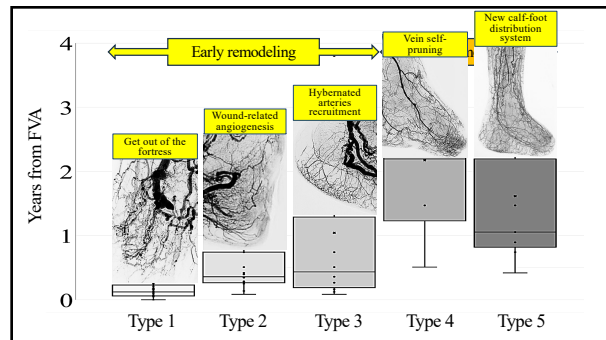 4
3
2
1
0
Years from FVA
Early remodeling
Get out of the
fortress
Wound-related
angiogenesis
Hybernated
arteries
recruitment
Vein self-
pruning
New calf-foot
distribution
system
Type 1
Type 2
Type 3
Type 4
Type 5